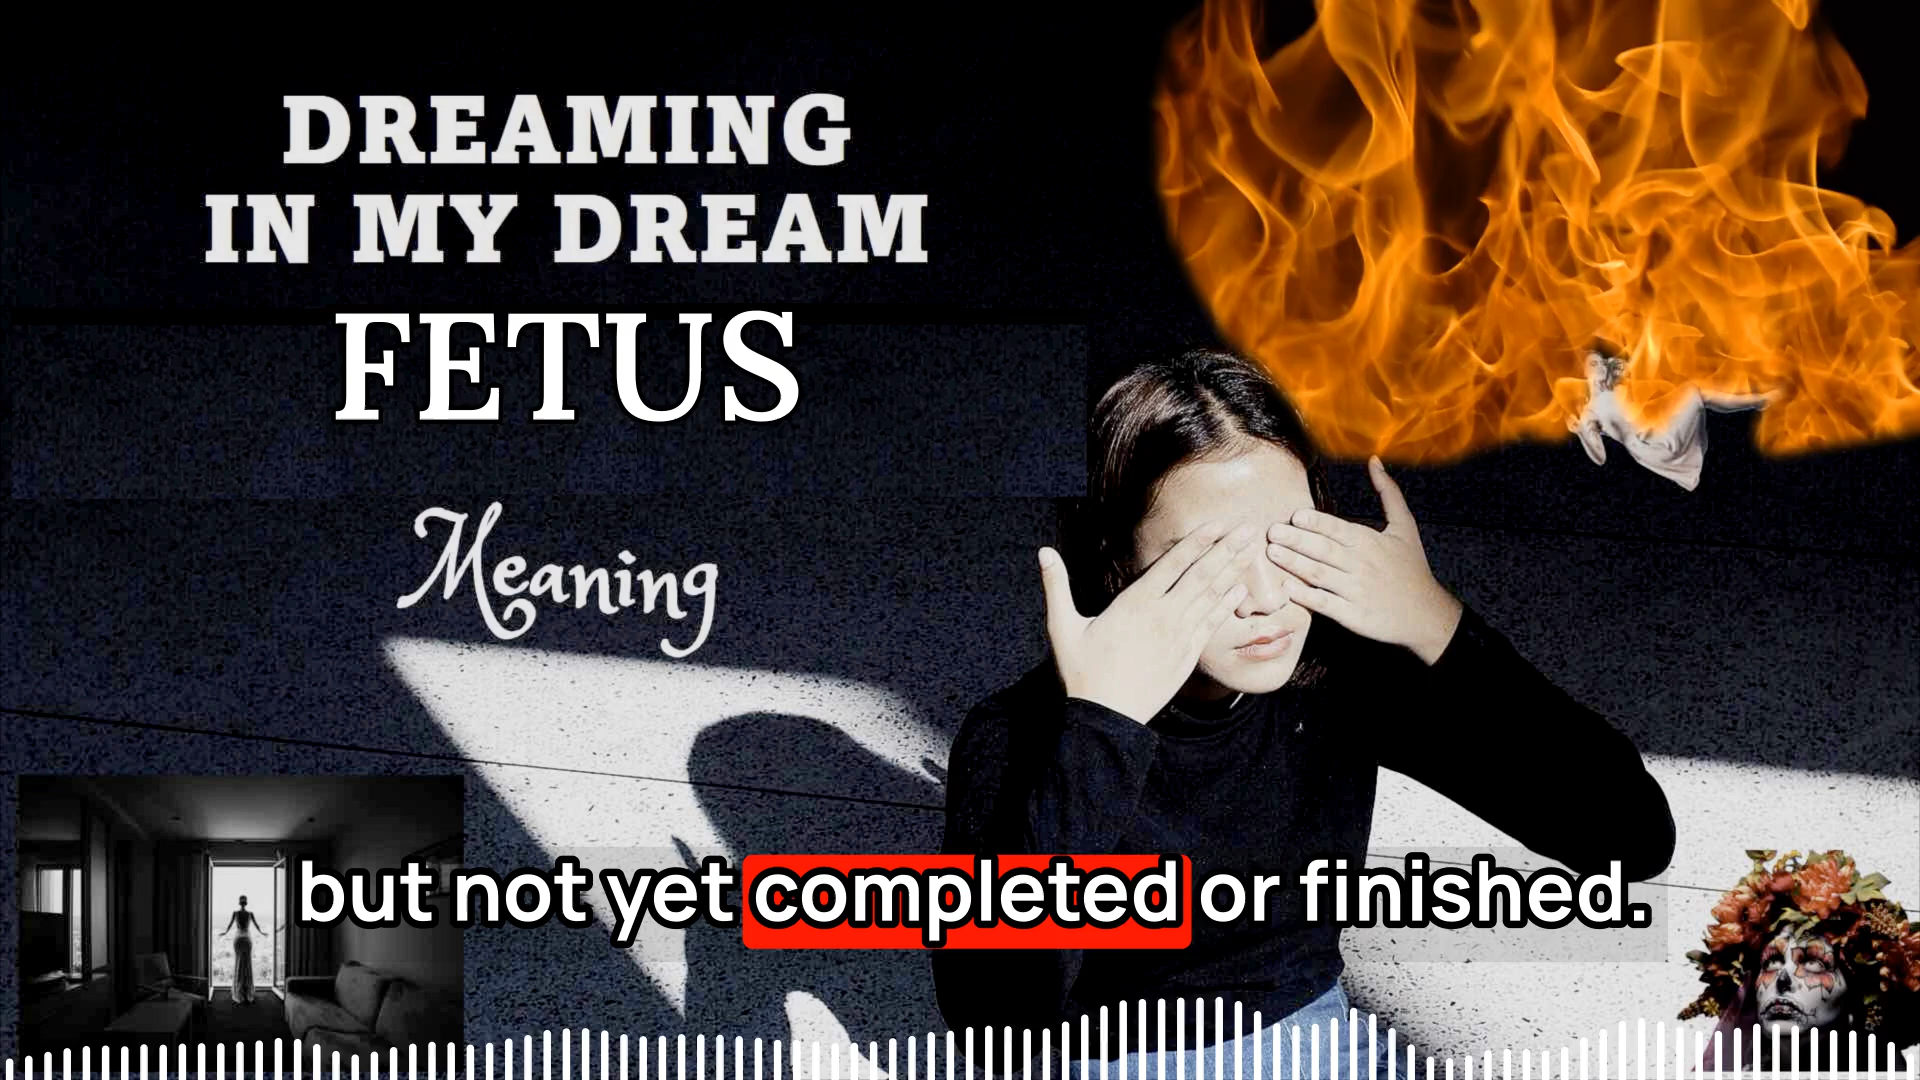 DREAMING
IN MY DREAM
FETUS
Meaning
but not yet completed or finished.